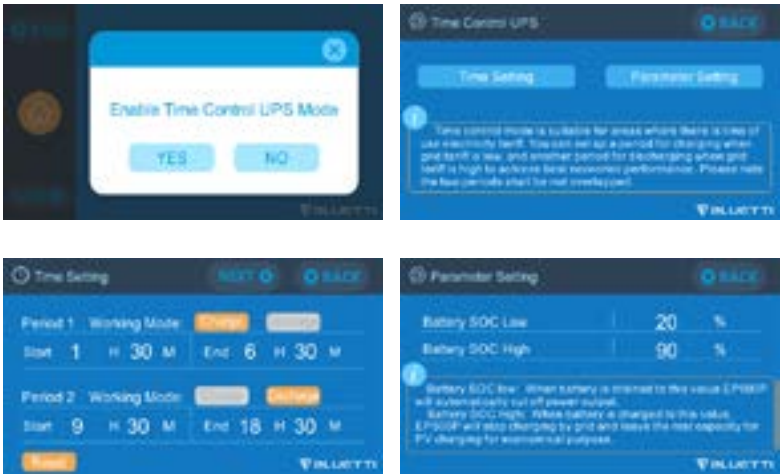 Enable Time Control UPS Mode
YES NO
BLUETTI
Time Control UPS BACK
Time Setting Parameter Setting
Time control mode is suitable for areas where there is time of
use electricity tariff. You can set up a period for charging when
grid tariff is low, and another period for discharging when grid
tariff is high to achieve best economic performance. Please note
the two periods shall be not overlapped.
BLUETTI
Time Setting NEXT BACK
Period 1 Working Mode: Charge
Start 1 H 30 M End 6 H 30 M
Period 2 Working Mode: Discharge
Start 9 H 30 M End 18 H 30 M
Reset
BLUETTI
Parameter Setting BACK
Battery SOC Low 20 %
Battery SOC High 90 %
Battery SOC low: When battery is drained to this value EP500P
will automatically cut off power output.
Battery SOC High: When battery is charged to this value,
EP500P will stop charging by grid and leave the rest capacity for
PV charging for economical purpose.
BLUETTI